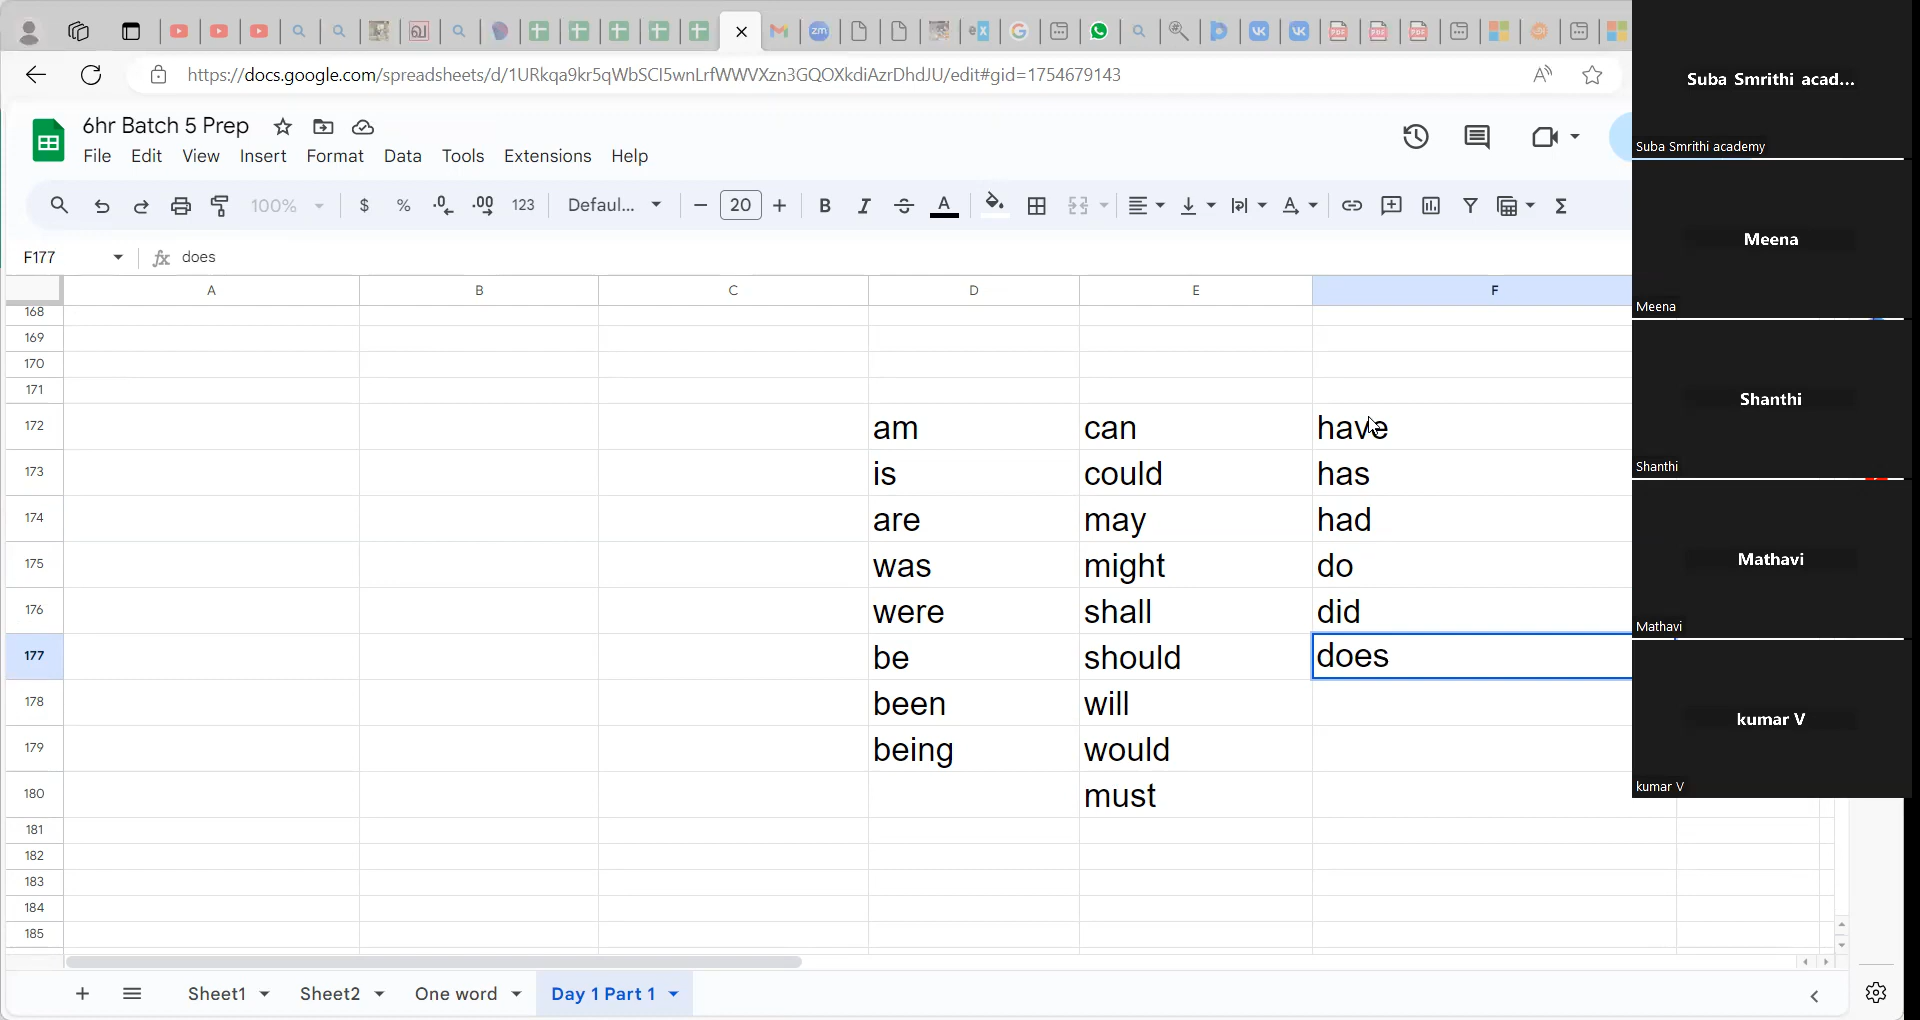 https://docs.google.com/spreadsheets/d/1URkqa9kr5qWbSCI5wnLrfWWVXzn3GQOXkdiAzrDhdJU/edit#gid=1754679143
6hr Batch 5 Prep
File Edit View Insert Format Data Tools Extensions Help
100% $ % .0 .00 123 Defaul... 20
F177 fx does
A B C D E F
168
169
170
171
172 am can have
173 is could has
174 are may had
175 was might do
176 were shall did
177 be should does
178 been will
179 being would
180 must
181
182
183
184
185
Sheet1 Sheet2 One word Day 1 Part 1
Suba Smrithi acad...
Suba Smrithi academy
Meena
Meena
Shanthi
Shanthi
Mathavi
Mathavi
kumar V
kumar V